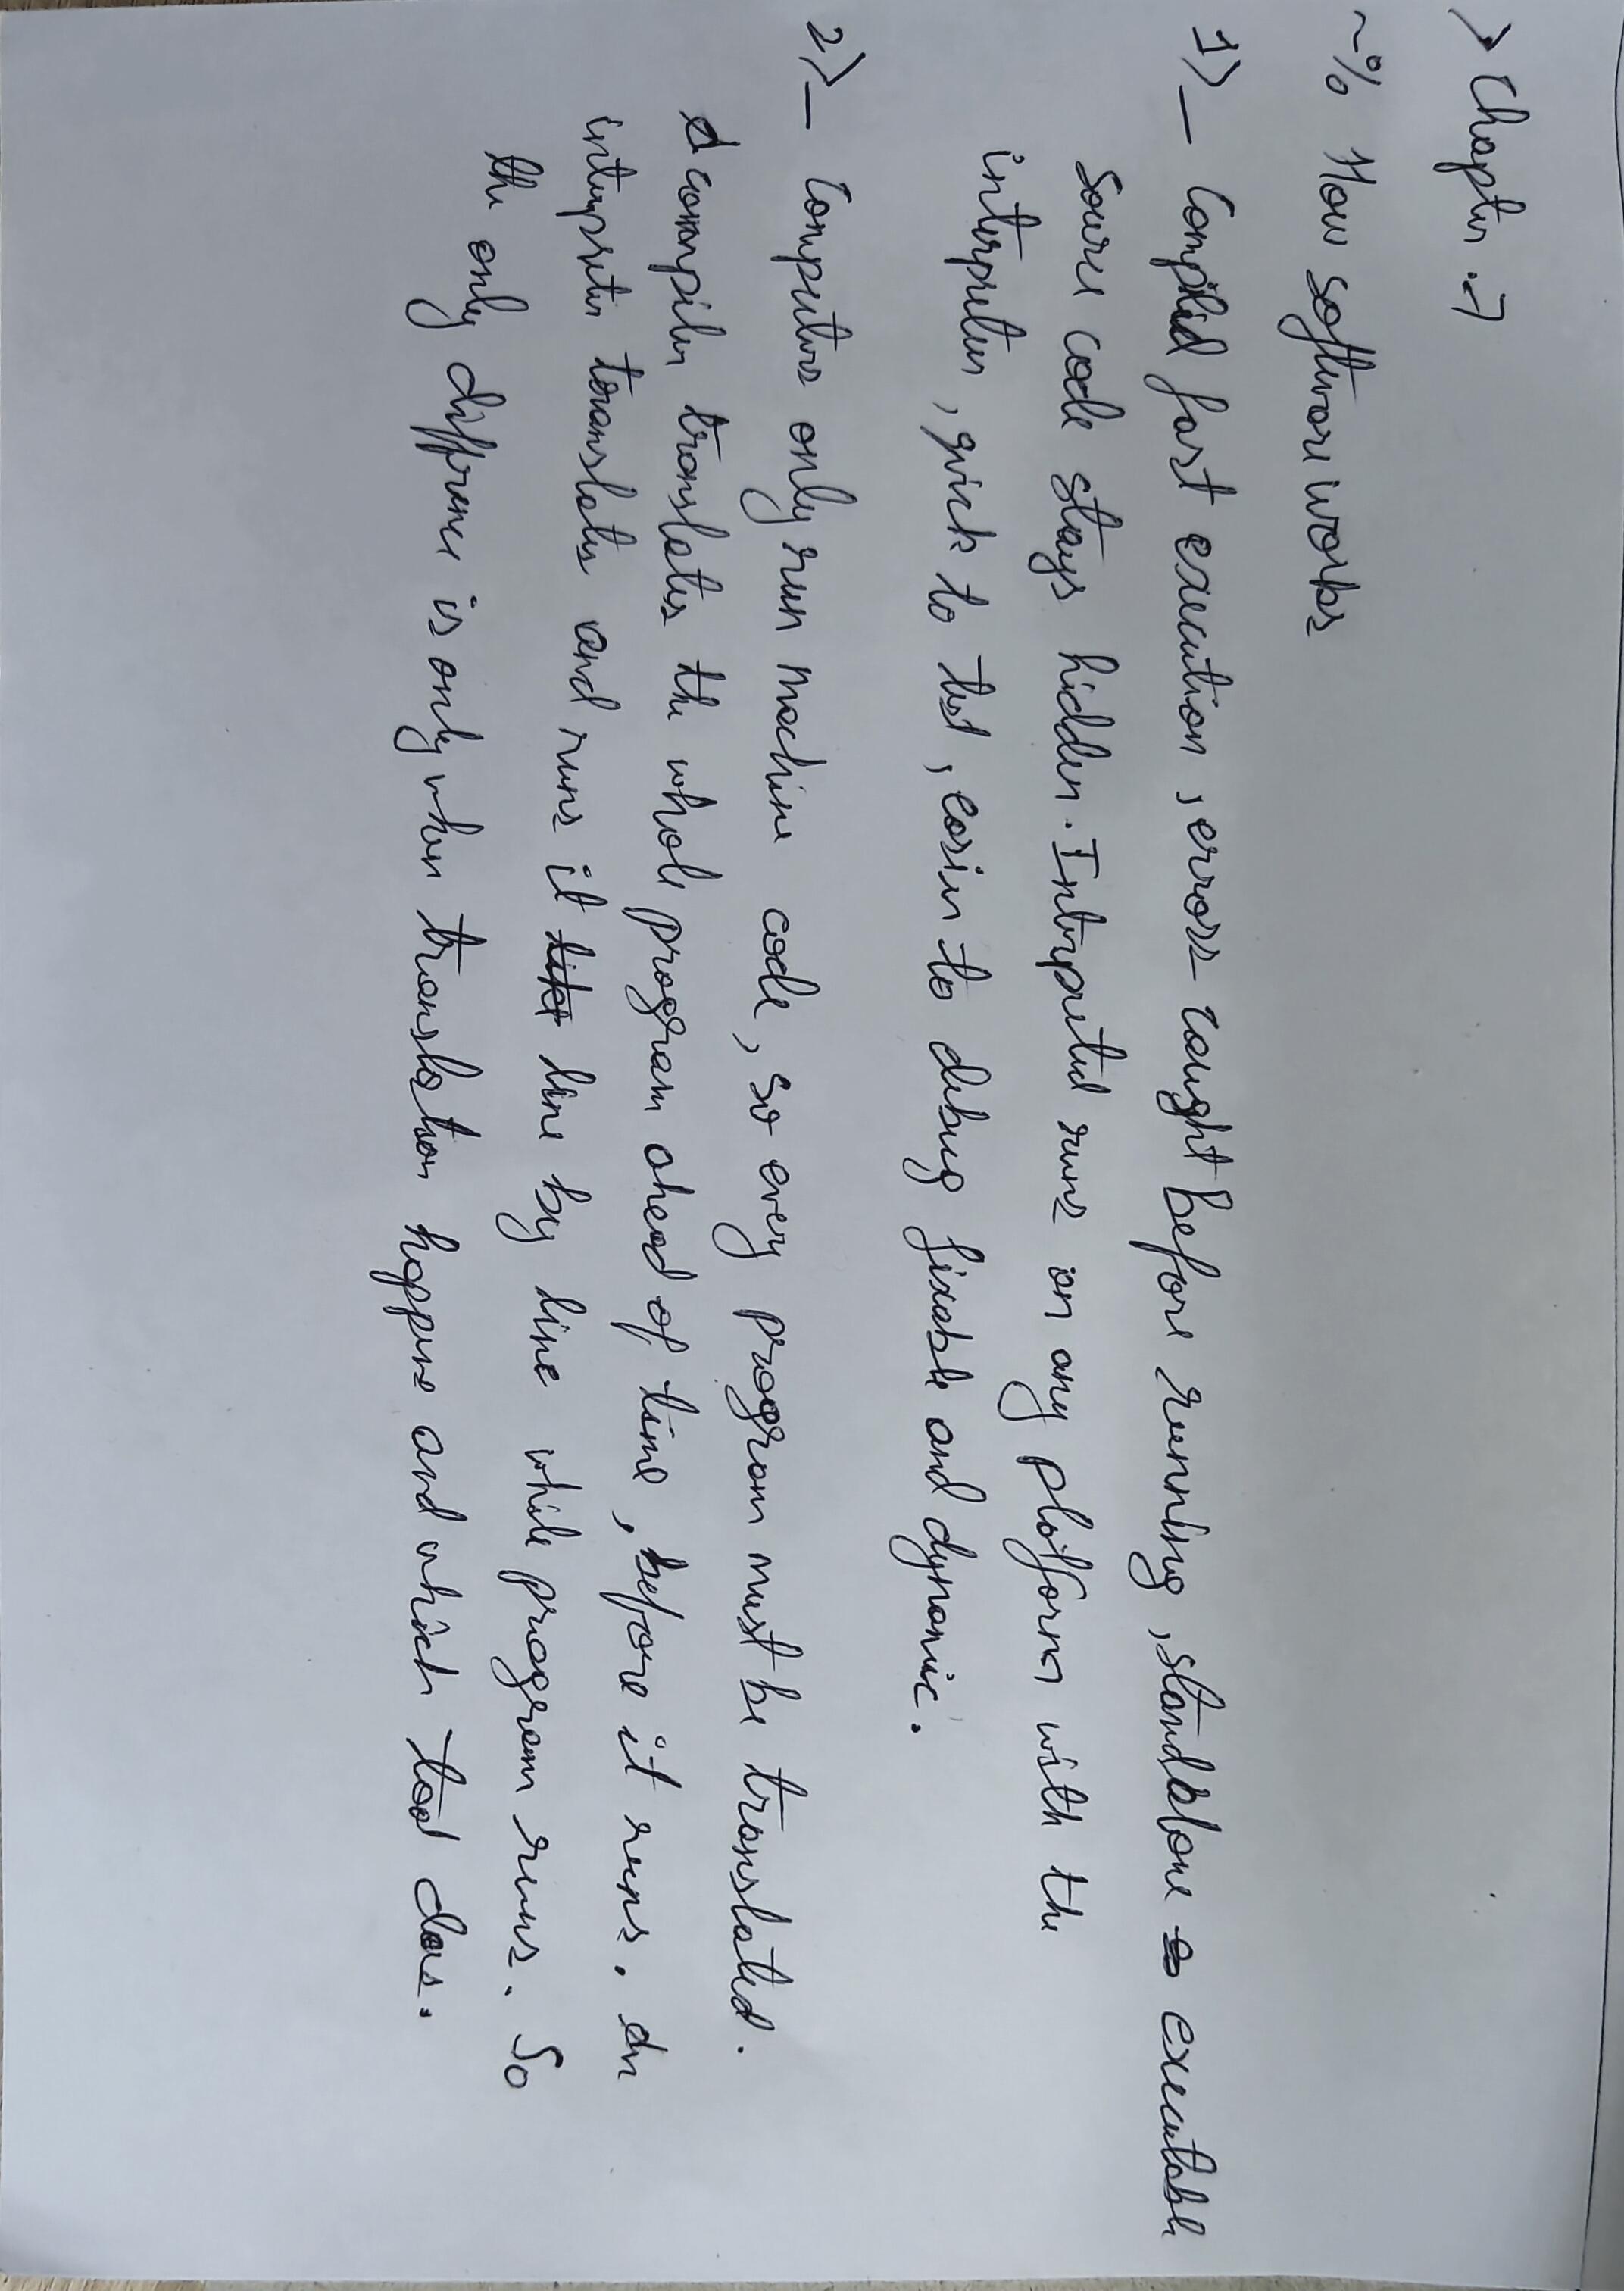 > Chapter.7
~% How software works
1) — Compiled fast execution, errors caught before running, standalone executable
source code stays hidden. Interpreted runs on any platform with the
interpreter, quick to test, easier to debug fixable and dynamic.
2) — Computers only run machine code, so every program must be translated.
A compiler translates the whole program ahead of time, before it runs. An
interpreter translates and runs it line by line while program runs. So
the only diffrence is only when translation happens and which tool does.